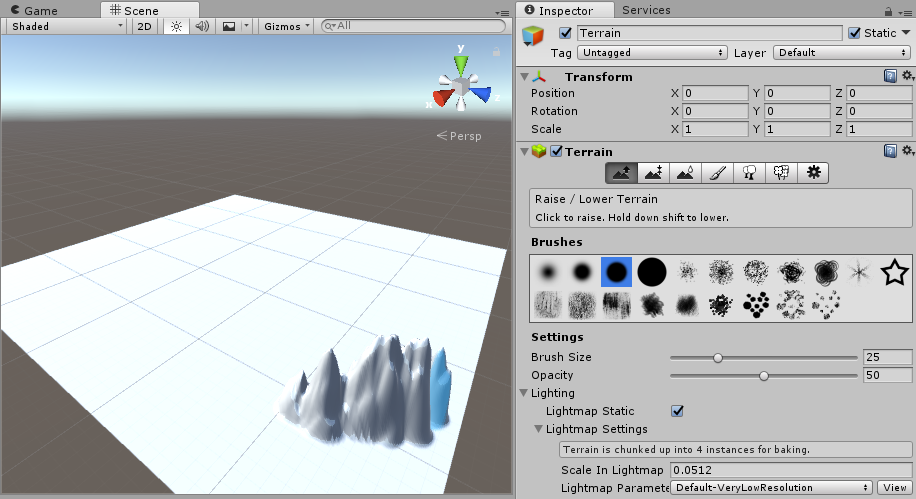 Game
Scene
Shaded
2D
Gizmos
All
y
x
z
Persp
Inspector
Services
Terrain
Static
Tag Untagged Layer Default
Transform
Position X 0 Y 0 Z 0
Rotation X 0 Y 0 Z 0
Scale X 1 Y 1 Z 1
Terrain
Raise / Lower Terrain
Click to raise. Hold down shift to lower.
Brushes
Settings
Brush Size 25
Opacity 50
Lighting
Lightmap Static
Lightmap Settings
Terrain is chunked up into 4 instances for baking.
Scale In Lightmap 0.0512
Lightmap Paramete Default-VeryLowResolution View